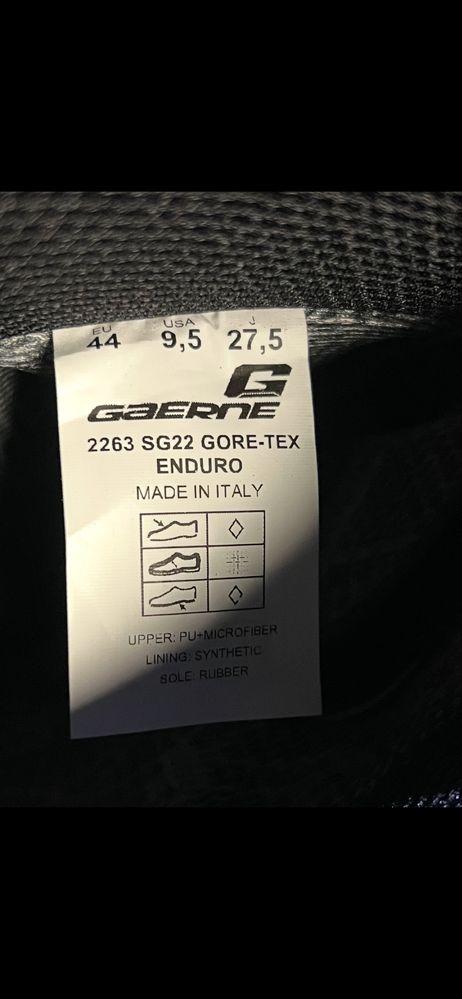 EU USA J
44 9,5 27,5
G
GAERNE
2263 SG22 GORE-TEX
ENDURO
MADE IN ITALY
UPPER: PU+MICROFIBER
LINING: SYNTHETIC
SOLE: RUBBER